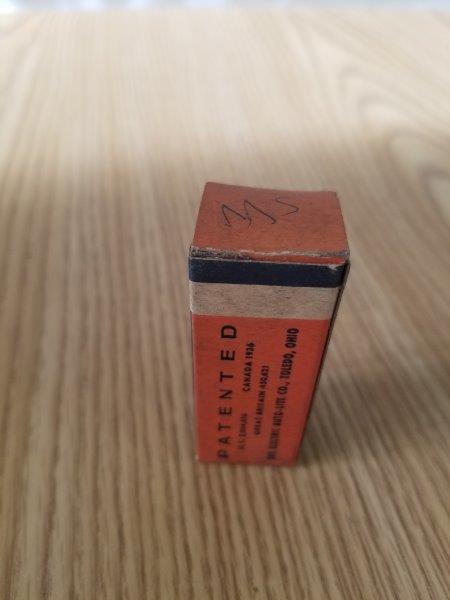 PATENTED
CANADA 1936
GREAT BRITAIN 450,621
THE ELECTRIC AUTO-LITE CO., TOLEDO, OHIO